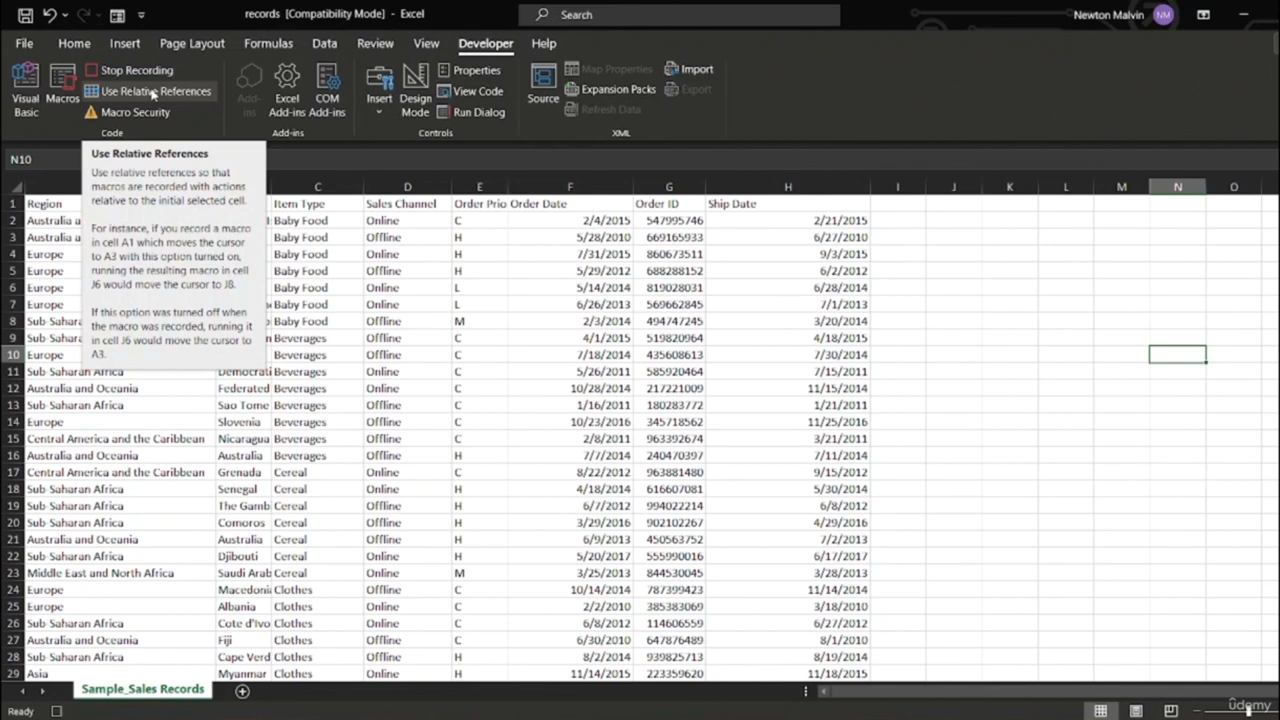 records [Compatibility Mode] - Excel
Search
Newton Malvin NM
File Home Insert Page Layout Formulas Data Review View Developer Help
Visual Basic
Macros
Stop Recording
Use Relative References
Macro Security
Code
Add-ins
Excel Add-ins
COM Add-ins
Add-ins
Insert
Design Mode
Properties
View Code
Run Dialog
Controls
Source
Map Properties
Expansion Packs
Refresh Data
Import
Export
XML
N10
Use Relative References
Use relative references so that
macros are recorded with actions
relative to the initial selected cell.
For instance, if you record a macro
in cell A1 which moves the cursor
to A3 with this option turned on,
running the resulting macro in cell
J6 would move the cursor to J8.
If this option was turned off when
the macro was recorded, running it
in cell J6 would move the cursor to
A3.
C D E F G H I J K L M N O
1 Region Item Type Sales Channel Order Prio Order Date Order ID Ship Date
2 Australia a Baby Food Online C 2/4/2015 547995746 2/21/2015
3 Australia a Baby Food Offline H 5/28/2010 669165933 6/27/2010
4 Europe Baby Food Online H 7/31/2015 860673511 9/3/2015
5 Europe Baby Food Offline H 5/29/2012 688288152 6/2/2012
6 Europe Baby Food Online L 5/14/2014 819028031 6/28/2014
7 Europe Baby Food Online L 6/26/2013 569662845 7/1/2013
8 Sub-Sahara Baby Food Offline M 2/3/2014 494747245 3/20/2014
9 Sub-Sahara Beverages Offline C 4/1/2015 519820964 4/18/2015
10 Europe Beverages Offline C 7/18/2014 435608613 7/30/2014
11 Sub-Saharan Africa Democrati Beverages Online C 5/26/2011 585920464 7/15/2011
12 Australia and Oceania Federated Beverages Offline C 10/28/2014 217221009 11/15/2014
13 Sub-Saharan Africa Sao Tome Beverages Offline C 1/16/2011 180283772 1/21/2011
14 Europe Slovenia Beverages Offline C 10/23/2016 345718562 11/25/2016
15 Central America and the Caribbean Nicaragua Beverages Offline C 2/8/2011 963392674 3/21/2011
16 Australia and Oceania Australia Beverages Offline C 7/7/2014 240470397 7/11/2014
17 Central America and the Caribbean Grenada Cereal Online C 8/22/2012 963881480 9/15/2012
18 Sub-Saharan Africa Senegal Cereal Online H 4/18/2014 616607081 5/30/2014
19 Sub-Saharan Africa The Gamb Cereal Offline H 6/7/2012 994022214 6/8/2012
20 Sub-Saharan Africa Comoros Cereal Offline H 3/29/2016 902102267 4/29/2016
21 Australia and Oceania Australia Cereal Offline H 6/9/2013 450563752 7/2/2013
22 Sub-Saharan Africa Djibouti Cereal Online H 5/20/2017 555990016 6/17/2017
23 Middle East and North Africa Saudi Arab Cereal Online M 3/25/2013 844530045 3/28/2013
24 Europe Macedoni Clothes Offline C 10/14/2014 787399423 11/14/2014
25 Europe Albania Clothes Online C 2/2/2010 385383069 3/18/2010
26 Sub-Saharan Africa Cote d'Ivo Clothes Online C 6/8/2012 114606559 6/27/2012
27 Australia and Oceania Fiji Clothes Offline C 6/30/2010 647876489 8/1/2010
28 Sub-Saharan Africa Cape Verd Clothes Offline H 8/2/2014 939825713 8/19/2014
29 Asia Myanmar Clothes Online H 11/14/2015 223359620 11/18/2015
Sample_Sales Records
Ready
ûdemy